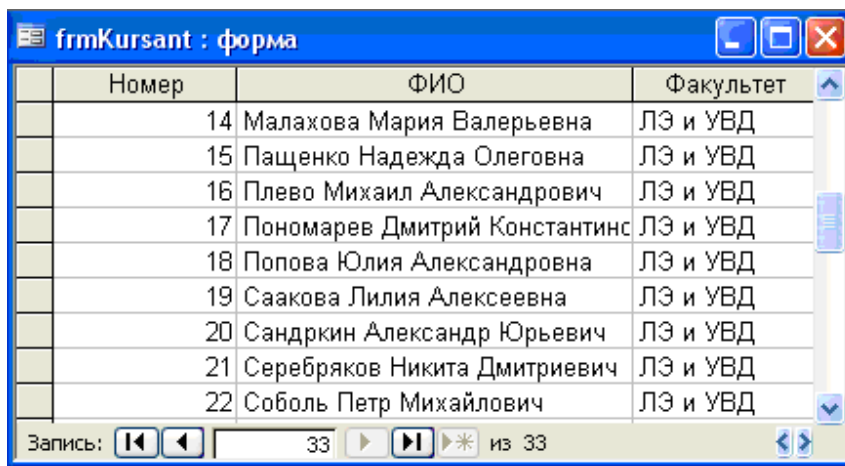 frmKursant : форма
Номер ФИО Факультет
14 Малахова Мария Валерьевна ЛЭ и УВД
15 Пащенко Надежда Олеговна ЛЭ и УВД
16 Плево Михаил Александрович ЛЭ и УВД
17 Пономарев Дмитрий Константинс ЛЭ и УВД
18 Попова Юлия Александровна ЛЭ и УВД
19 Саакова Лилия Алексеевна ЛЭ и УВД
20 Сандркин Александр Юрьевич ЛЭ и УВД
21 Серебряков Никита Дмитриевич ЛЭ и УВД
22 Соболь Петр Михайлович ЛЭ и УВД
Запись: 33 из 33